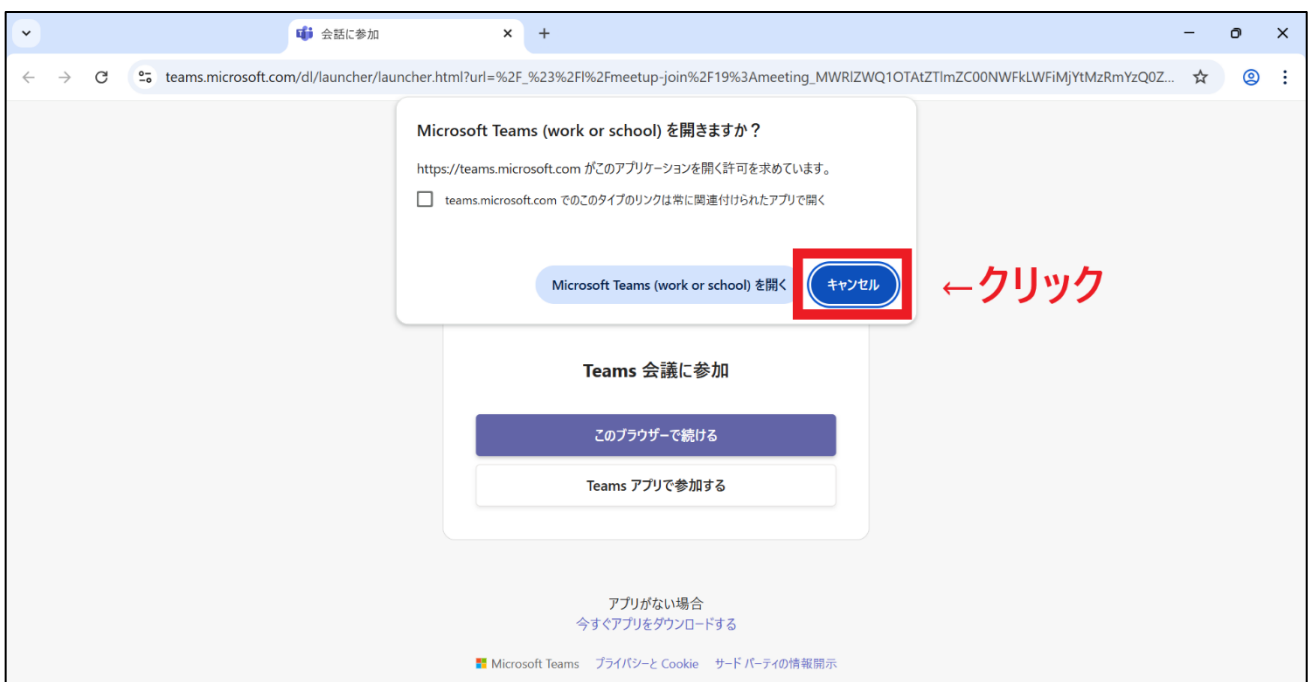 会話に参加
teams.microsoft.com/dl/launcher/launcher.html?url=%2F_%23%2Fl%2Fmeetup-join%2F19%3Ameeting_MWRlZWQ1OTAtZTlmZC00NWFkLWFiMjYtMzRmYzQ0Z...
Microsoft Teams (work or school) を開きますか？
https://teams.microsoft.com がこのアプリケーションを開く許可を求めています。
teams.microsoft.com でのこのタイプのリンクは常に関連付けられたアプリで開く
Microsoft Teams (work or school) を開く
キャンセル
←クリック
Teams 会議に参加
このブラウザーで続ける
Teams アプリで参加する
アプリがない場合
今すぐアプリをダウンロードする
Microsoft Teams プライバシーと Cookie サード パーティの情報開示